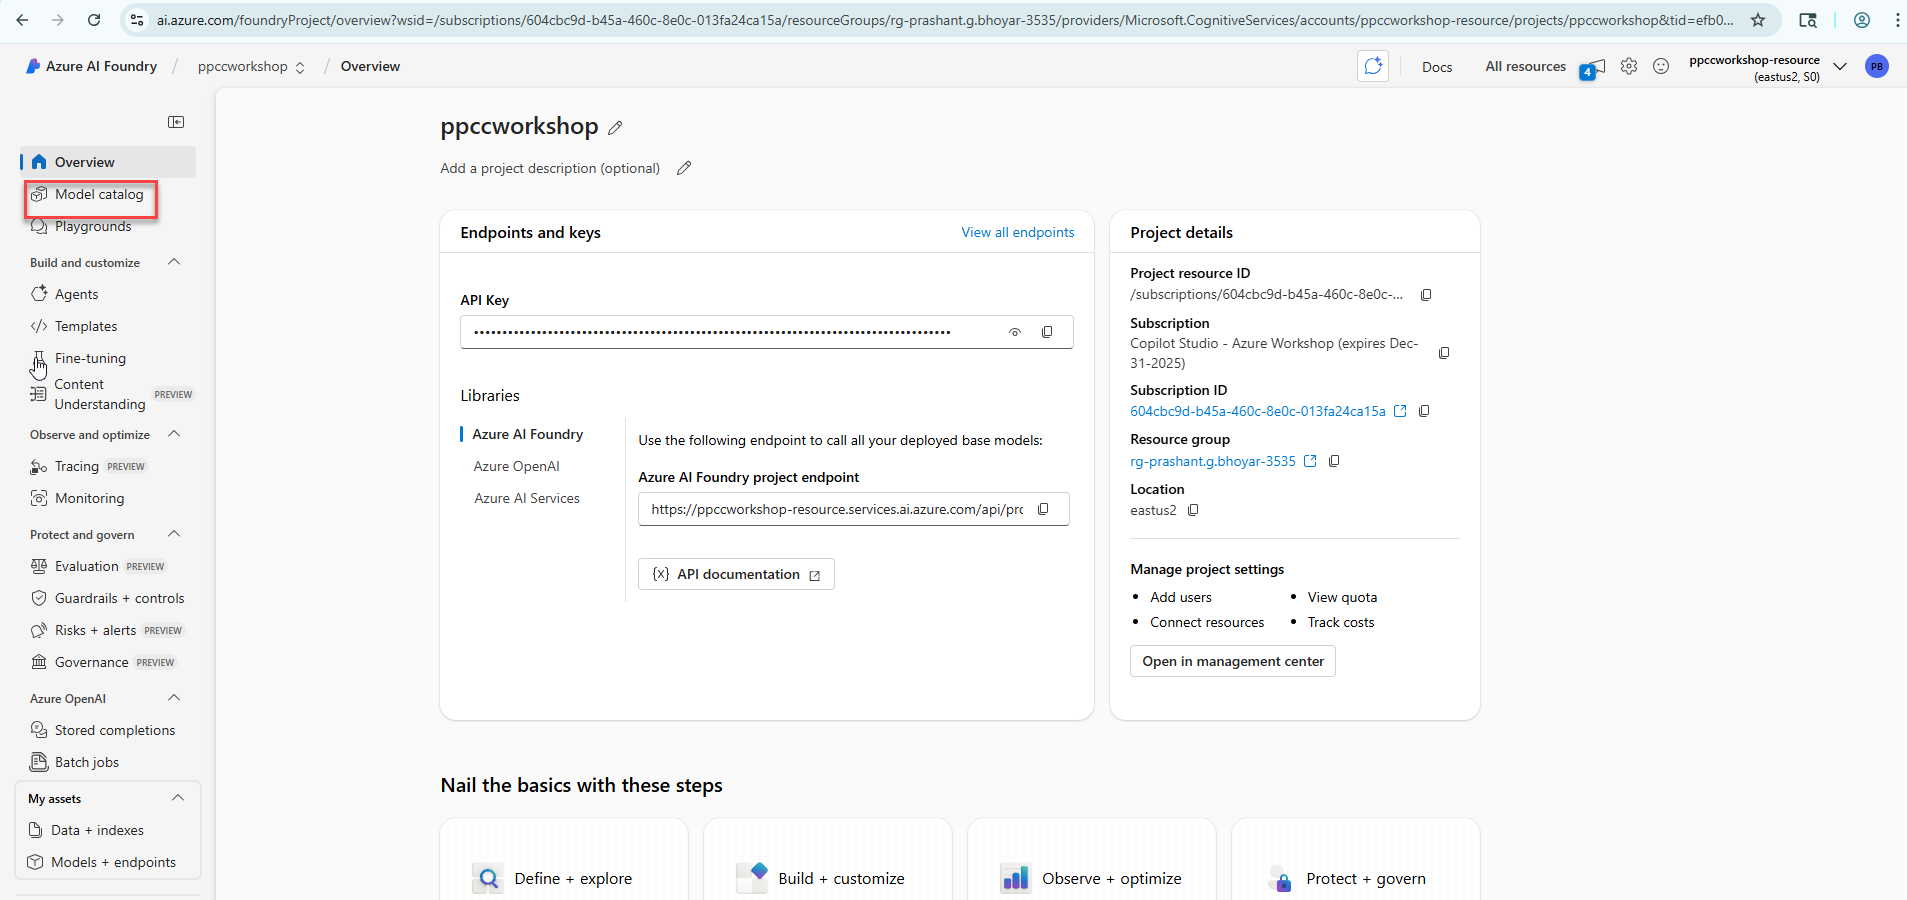 ai.azure.com/foundryProject/overview?wsid=/subscriptions/604cbc9d-b45a-460c-8e0c-013fa24ca15a/resourceGroups/rg-prashant.g.bhoyar-3535/providers/Microsoft.CognitiveServices/accounts/ppccworkshop-resource/projects/ppccworkshop&tid=efb0...
Azure AI Foundry / ppccworkshop / Overview
Docs
All resources
4
ppccworkshop-resource
(eastus2, S0)
PB
Overview
Model catalog
Playgrounds
Build and customize
Agents
Templates
Fine-tuning
Content
Understanding PREVIEW
Observe and optimize
Tracing PREVIEW
Monitoring
Protect and govern
Evaluation PREVIEW
Guardrails + controls
Risks + alerts PREVIEW
Governance PREVIEW
Azure OpenAI
Stored completions
Batch jobs
My assets
Data + indexes
Models + endpoints
ppccworkshop
Add a project description (optional)
Endpoints and keys
View all endpoints
API Key
Libraries
Azure AI Foundry
Azure OpenAI
Azure AI Services
Use the following endpoint to call all your deployed base models:
Azure AI Foundry project endpoint
https://ppccworkshop-resource.services.ai.azure.com/api/pro
{x} API documentation
Project details
Project resource ID
/subscriptions/604cbc9d-b45a-460c-8e0c-...
Subscription
Copilot Studio - Azure Workshop (expires Dec-
31-2025)
Subscription ID
604cbc9d-b45a-460c-8e0c-013fa24ca15a
Resource group
rg-prashant.g.bhoyar-3535
Location
eastus2
Manage project settings
• Add users
• View quota
• Connect resources
• Track costs
Open in management center
Nail the basics with these steps
Define + explore
Build + customize
Observe + optimize
Protect + govern